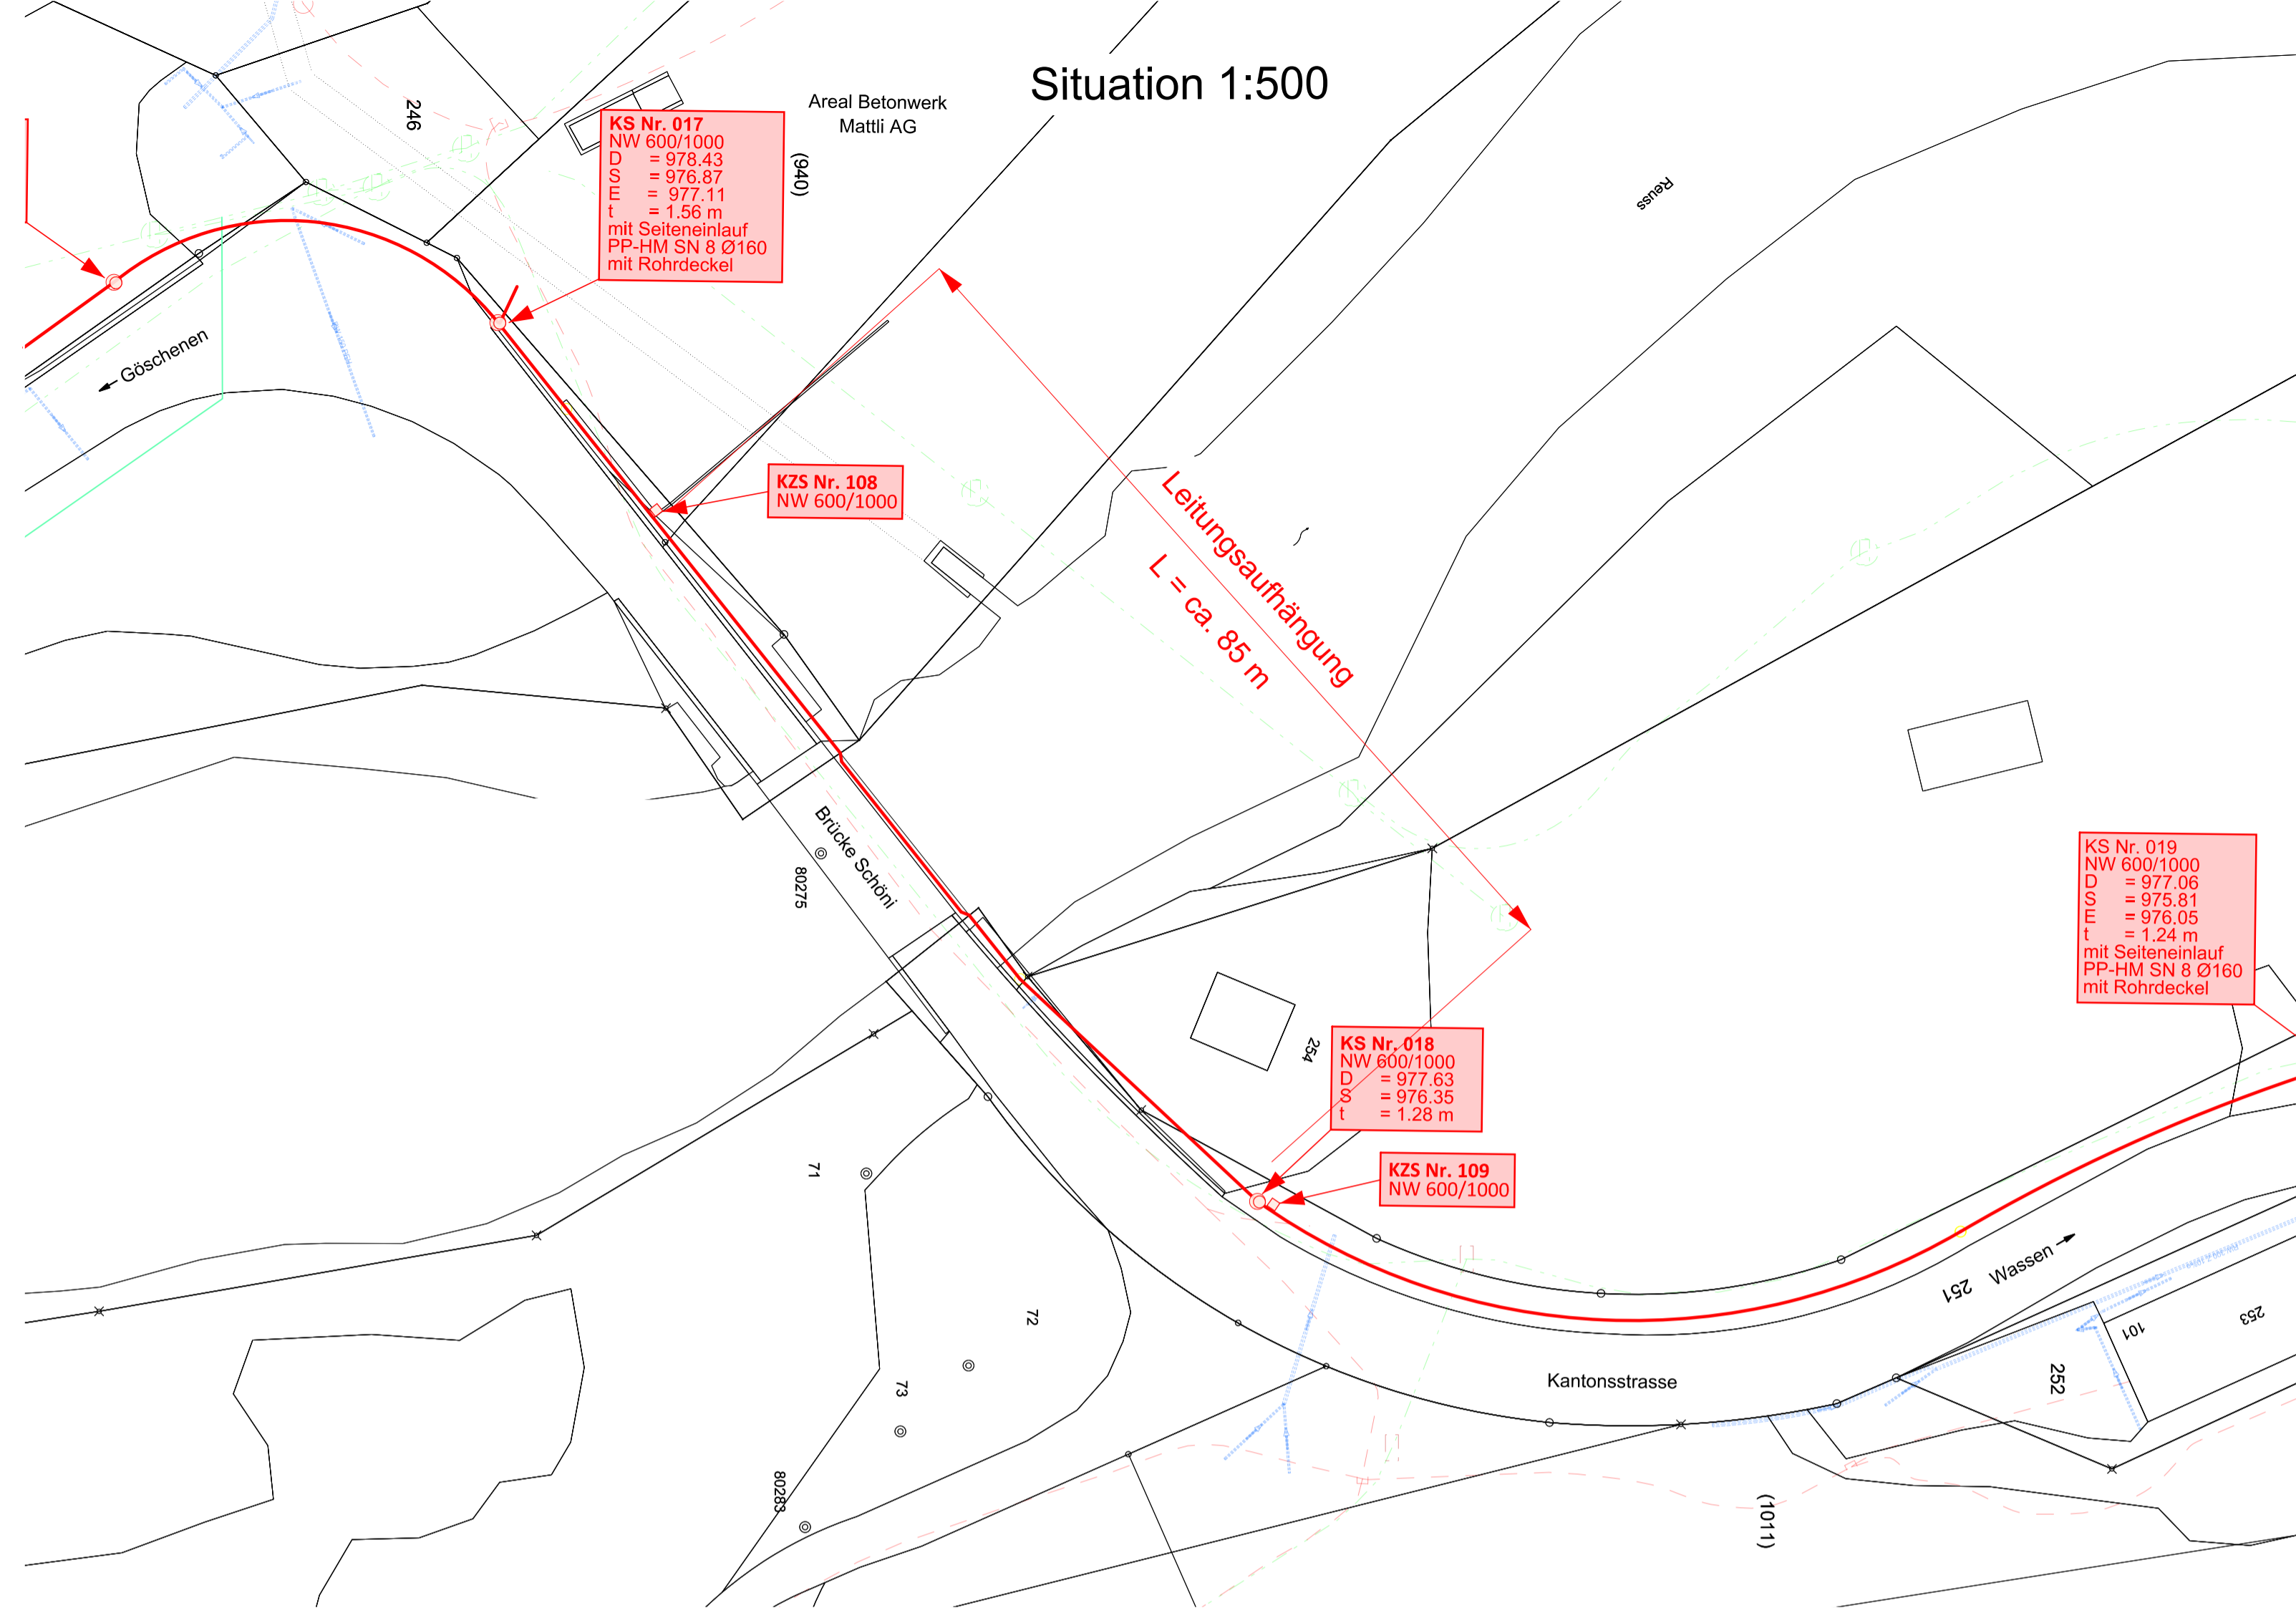 Situation 1:500
Areal Betonwerk
Mattli AG
246
(940)
KS Nr. 017
NW 600/1000
D = 978.43
S = 976.87
E = 977.11
t = 1.56 m
mit Seiteneinlauf
PP-HM SN 8 Ø160
mit Rohrdeckel
Reuss
← Göschenen
KZS Nr. 108
NW 600/1000
Leitungsaufhängung
L = ca. 85 m
Brücke Schöni
80275
KS Nr. 019
NW 600/1000
D = 977.06
S = 975.81
E = 976.05
t = 1.24 m
mit Seiteneinlauf
PP-HM SN 8 Ø160
mit Rohrdeckel
254
KS Nr. 018
NW 600/1000
D = 977.63
S = 976.35
t = 1.28 m
KZS Nr. 109
NW 600/1000
71
72
73
80283
251
Wassen →
101
253
252
Kantonsstrasse
(1011)